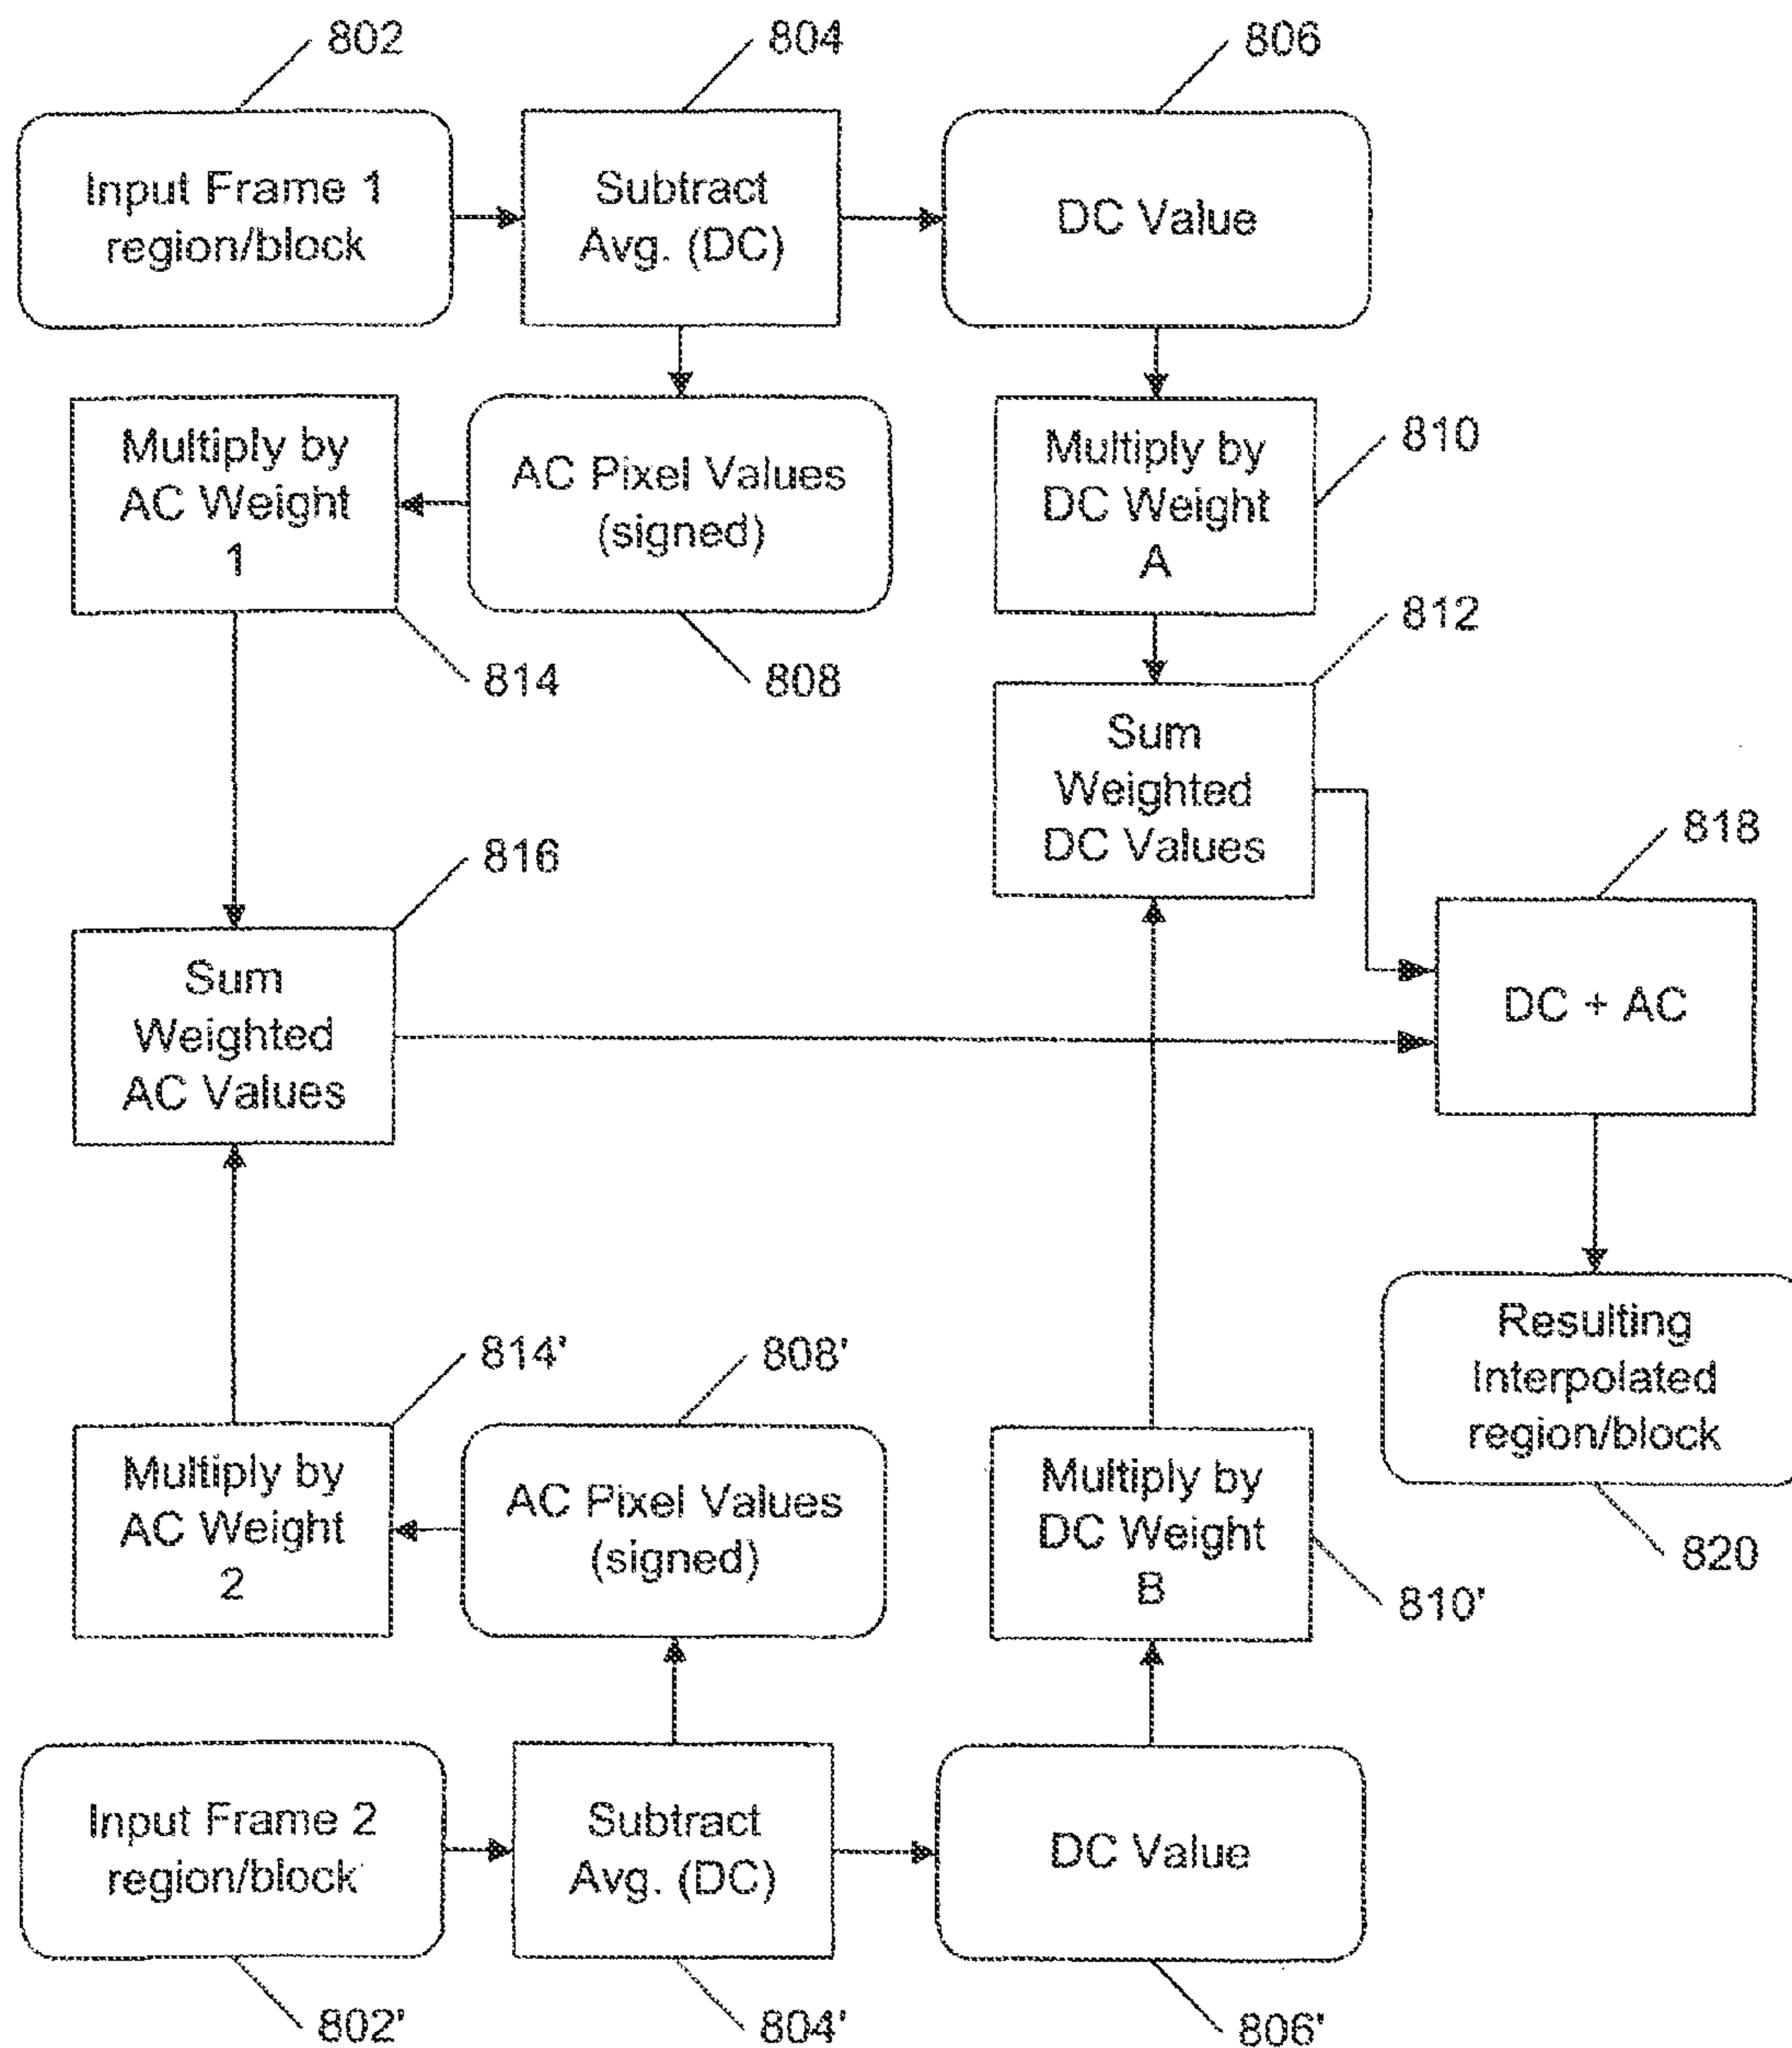 802
804
806
Input Frame 1
region/block
Subtract
Avg. (DC)
DC Value
Multiply by
AC Weight
1
AC Pixel Values
(signed)
Multiply by
DC Weight
A
810
812
814
808
Sum
Weighted
DC Values
816
818
Sum
Weighted
AC Values
DC + AC
814'
808'
Resulting
Interpolated
region/block
Multiply by
AC Weight
2
AC Pixel Values
(signed)
Multiply by
DC Weight
B
820
810'
Input Frame 2
region/block
Subtract
Avg. (DC)
DC Value
802'
804'
806'